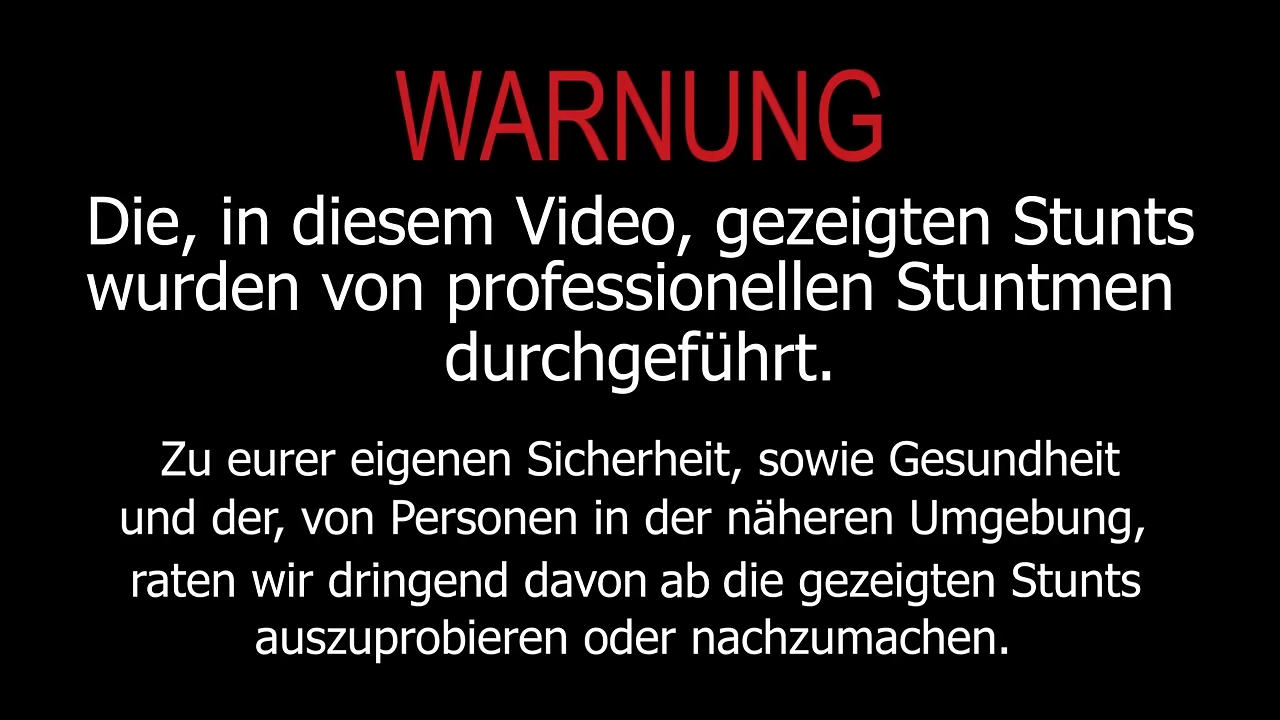 WARNUNG
Die, in diesem Video, gezeigten Stunts
wurden von professionellen Stuntmen
durchgeführt.
Zu eurer eigenen Sicherheit, sowie Gesundheit
und der, von Personen in der näheren Umgebung,
raten wir dringend davon ab die gezeigten Stunts
auszuprobieren oder nachzumachen.